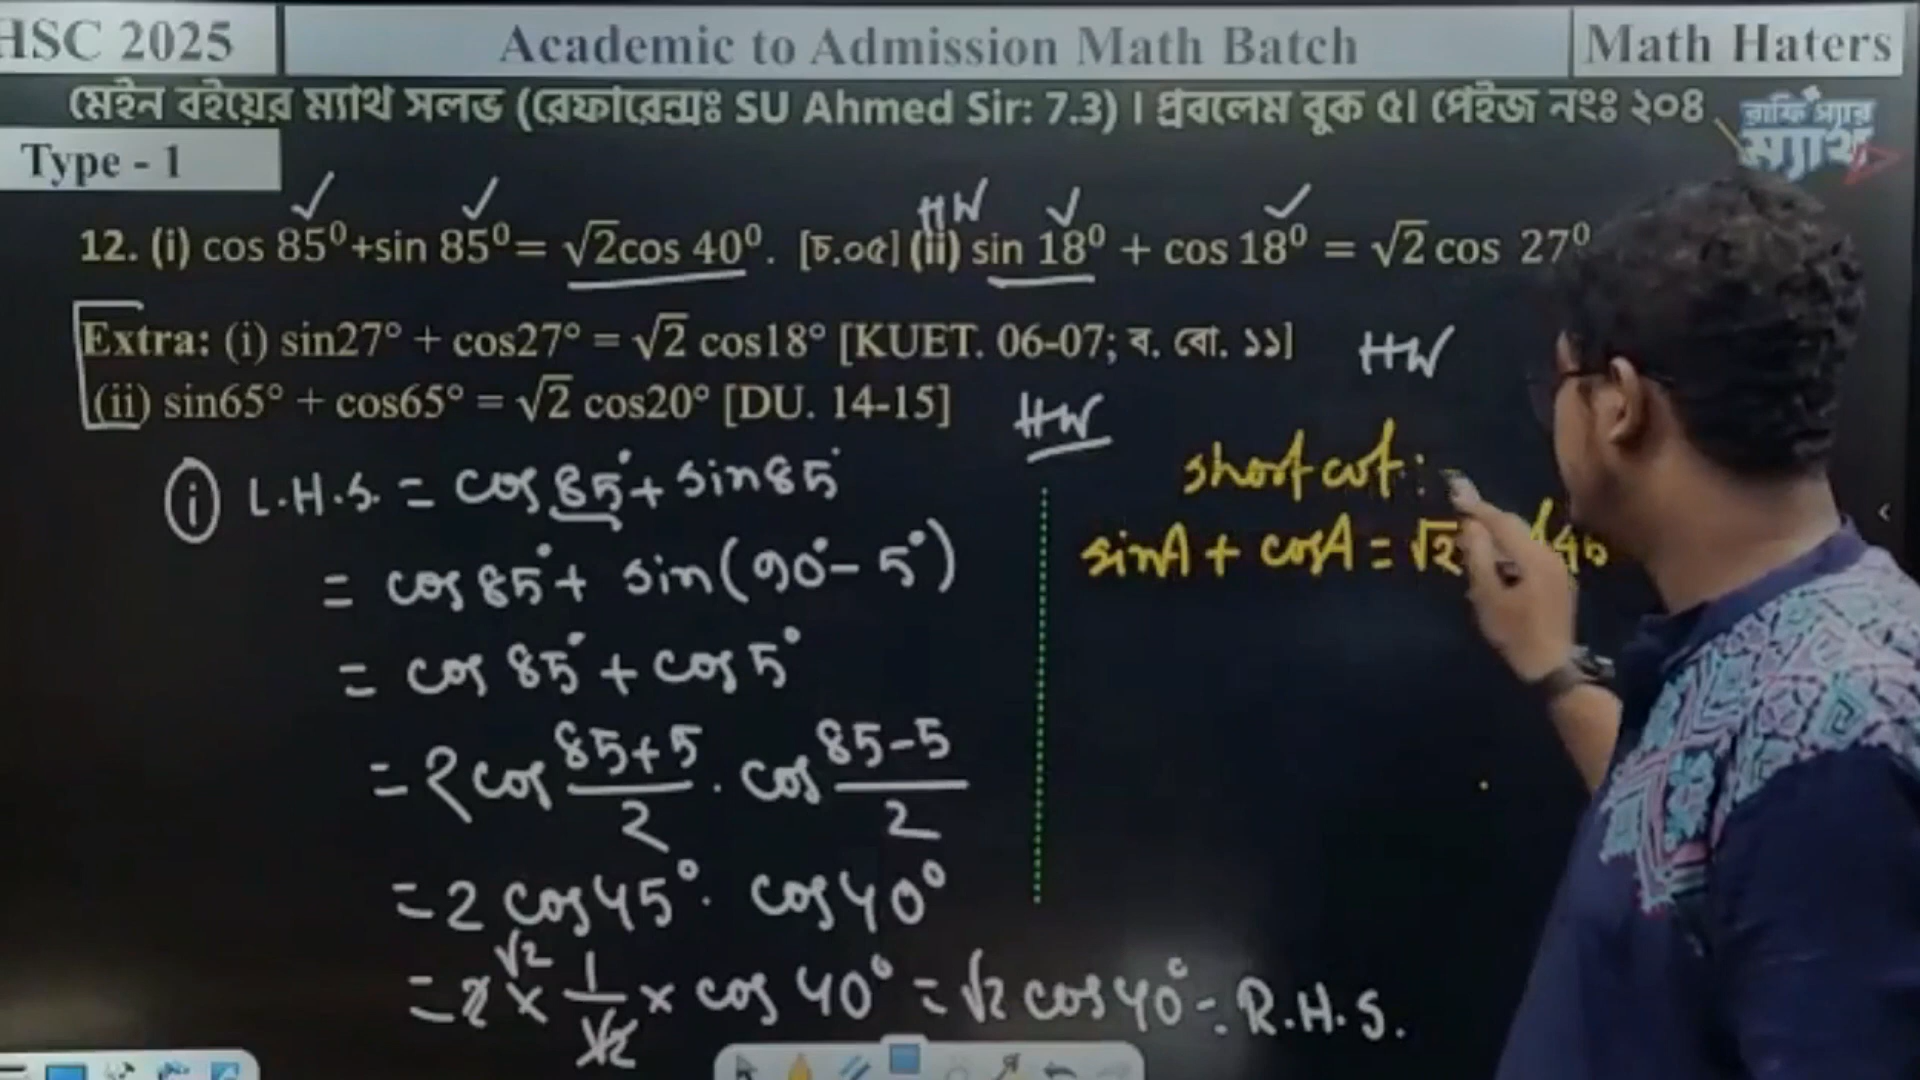 HSC 2025
Academic to Admission Math Batch
Math Haters
মেইন বইয়ের ম্যাথ সলভ (রেফারেন্সঃ SU Ahmed Sir: 7.3) । প্রবলেম বুক ৫। পেইজ নংঃ ২০৪
রাফি স্যার
ম্যাথ
Type - 1
HW
12. (i) cos 85⁰+sin 85⁰= √2cos 40⁰. [চ.০৫] (ii) sin 18⁰ + cos 18⁰ = √2 cos 27⁰
Extra: (i) sin27° + cos27° = √2 cos18° [KUET. 06-07; ব. বো. ১১] HW
(ii) sin65° + cos65° = √2 cos20° [DU. 14-15] HW
(i) L.H.S. = cos 85° + sin 85°
= cos 85° + sin (90° - 5°)
= cos 85° + cos 5°
= 2 cos (85+5)/2 . cos (85-5)/2
= 2 cos 45° . cos 40°
= 2 √2 × 1/√2 × cos 40° = √2 cos 40° = R.H.S.
short cut :
sinA + cosA = √2